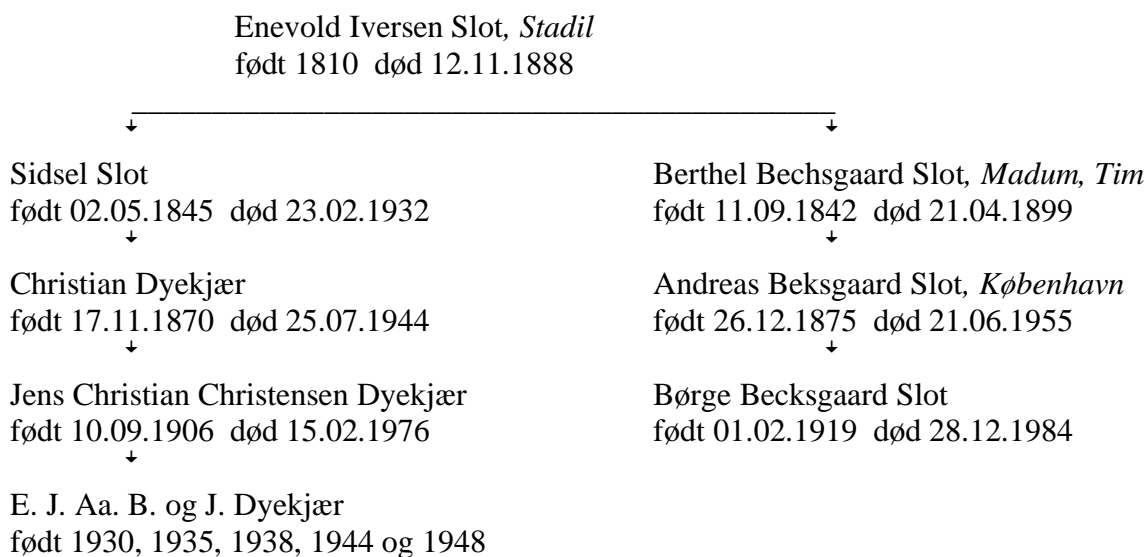 Enevold Iversen Slot, Stadil
født 1810 død 12.11.1888
Sidsel Slot
født 02.05.1845 død 23.02.1932
Christian Dyekjær
født 17.11.1870 død 25.07.1944
Jens Christian Christensen Dyekjær
født 10.09.1906 død 15.02.1976
E. J. Aa. B. og J. Dyekjær
født 1930, 1935, 1938, 1944 og 1948
Berthel Bechsgaard Slot, Madum, Tim
født 11.09.1842 død 21.04.1899
Andreas Beksgaard Slot, København
født 26.12.1875 død 21.06.1955
Børge Becksgaard Slot
født 01.02.1919 død 28.12.1984